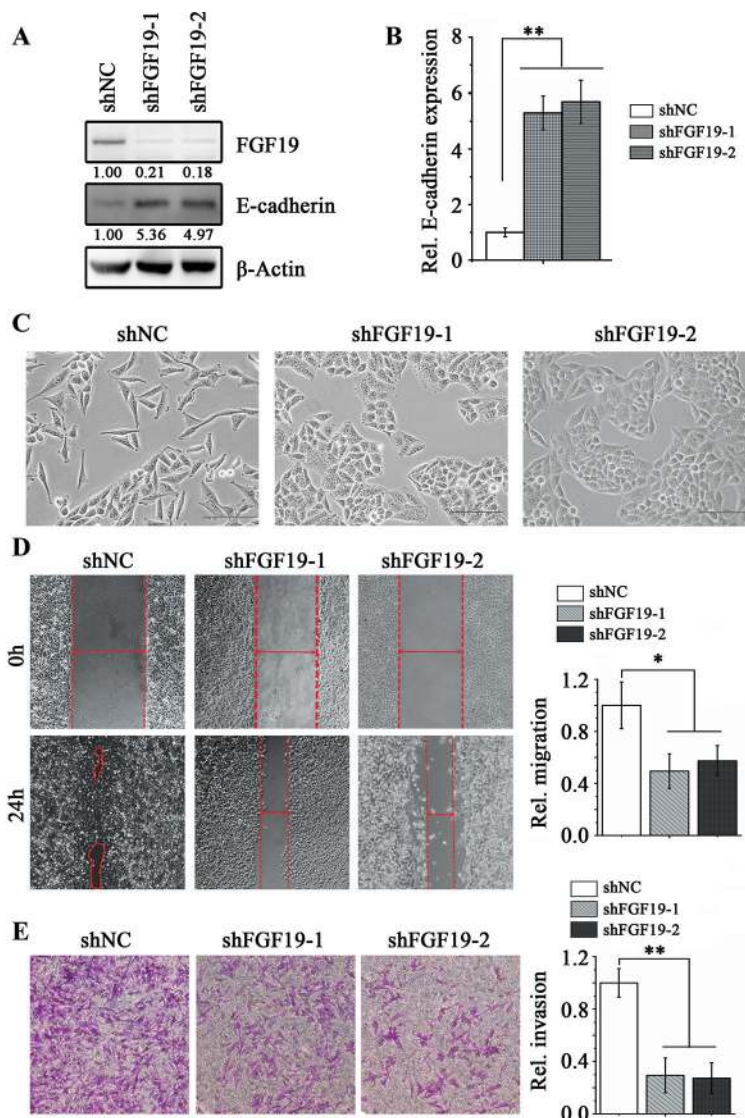 A
shNC
shFGF19-1
shFGF19-2
FGF19
1.00 0.21 0.18
E-cadherin
1.00 5.36 4.97
β-Actin
B
Rel. E-cadherin expression
8
6
4
2
0
**
shNC
shFGF19-1
shFGF19-2
C
shNC shFGF19-1 shFGF19-2
D
shNC shFGF19-1 shFGF19-2
0h
24h
shNC
shFGF19-1
shFGF19-2
Rel. migration
1.2
0.8
0.4
0.0
*
E
shNC shFGF19-1 shFGF19-2
shNC
shFGF19-1
shFGF19-2
Rel. invasion
1.2
0.8
0.4
0.0
**